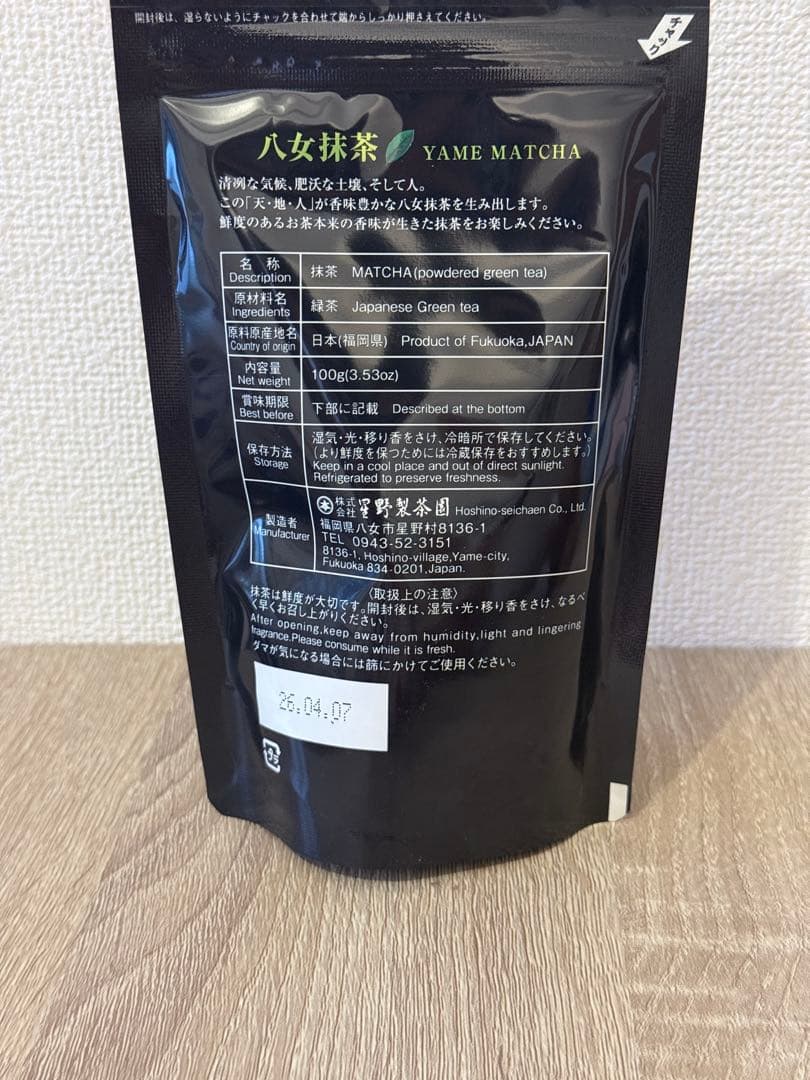 開封後は、湿らないようにチャックを合わせて端からしっかり押さえてください。
チャック
八女抹茶 YAME MATCHA
清冽な気候、肥沃な土壌、そして人。
この「天・地・人」が香味豊かな八女抹茶を生み出します。
鮮度のあるお茶本来の香味が生きた抹茶をお楽しみください。
名称 抹茶 MATCHA(powdered green tea)
Description
原材料名 緑茶 Japanese Green tea
Ingredients
原料原産地名 日本(福岡県) Product of Fukuoka,JAPAN
Country of origin
内容量 100g(3.53oz)
Net weight
賞味期限 下部に記載 Described at the bottom
Best before
保存方法
Storage
湿気・光・移り香をさけ、冷暗所で保存してください。
(より鮮度を保つためには冷蔵保存をおすすめします。)
Keep in a cool place and out of direct sunlight.
Refrigerated to preserve freshness.
製造者
Manufacturer
株式会社 星野製茶園 Hoshino-seichaen Co., Ltd.
福岡県八女市星野村8136-1
TEL 0943-52-3151
8136-1, Hoshino-village,Yame-city,
Fukuoka 834-0201,Japan.
〈取扱上の注意〉
抹茶は鮮度が大切です。開封後は、湿気・光・移り香をさけ、なるべ
く早くお召し上がりください。
After opening,keep away from humidity,light and lingering
fragrance.Please consume while it is fresh.
ダマが気になる場合には篩にかけてご使用ください。
26.04.07
プラ